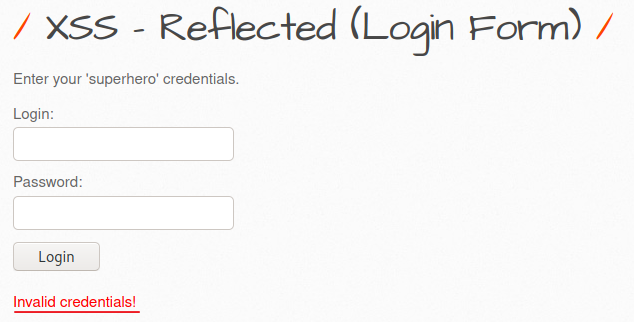 / XSS - Reflected (Login Form) /
Enter your 'superhero' credentials.
Login:
Password:
Login
Invalid credentials!